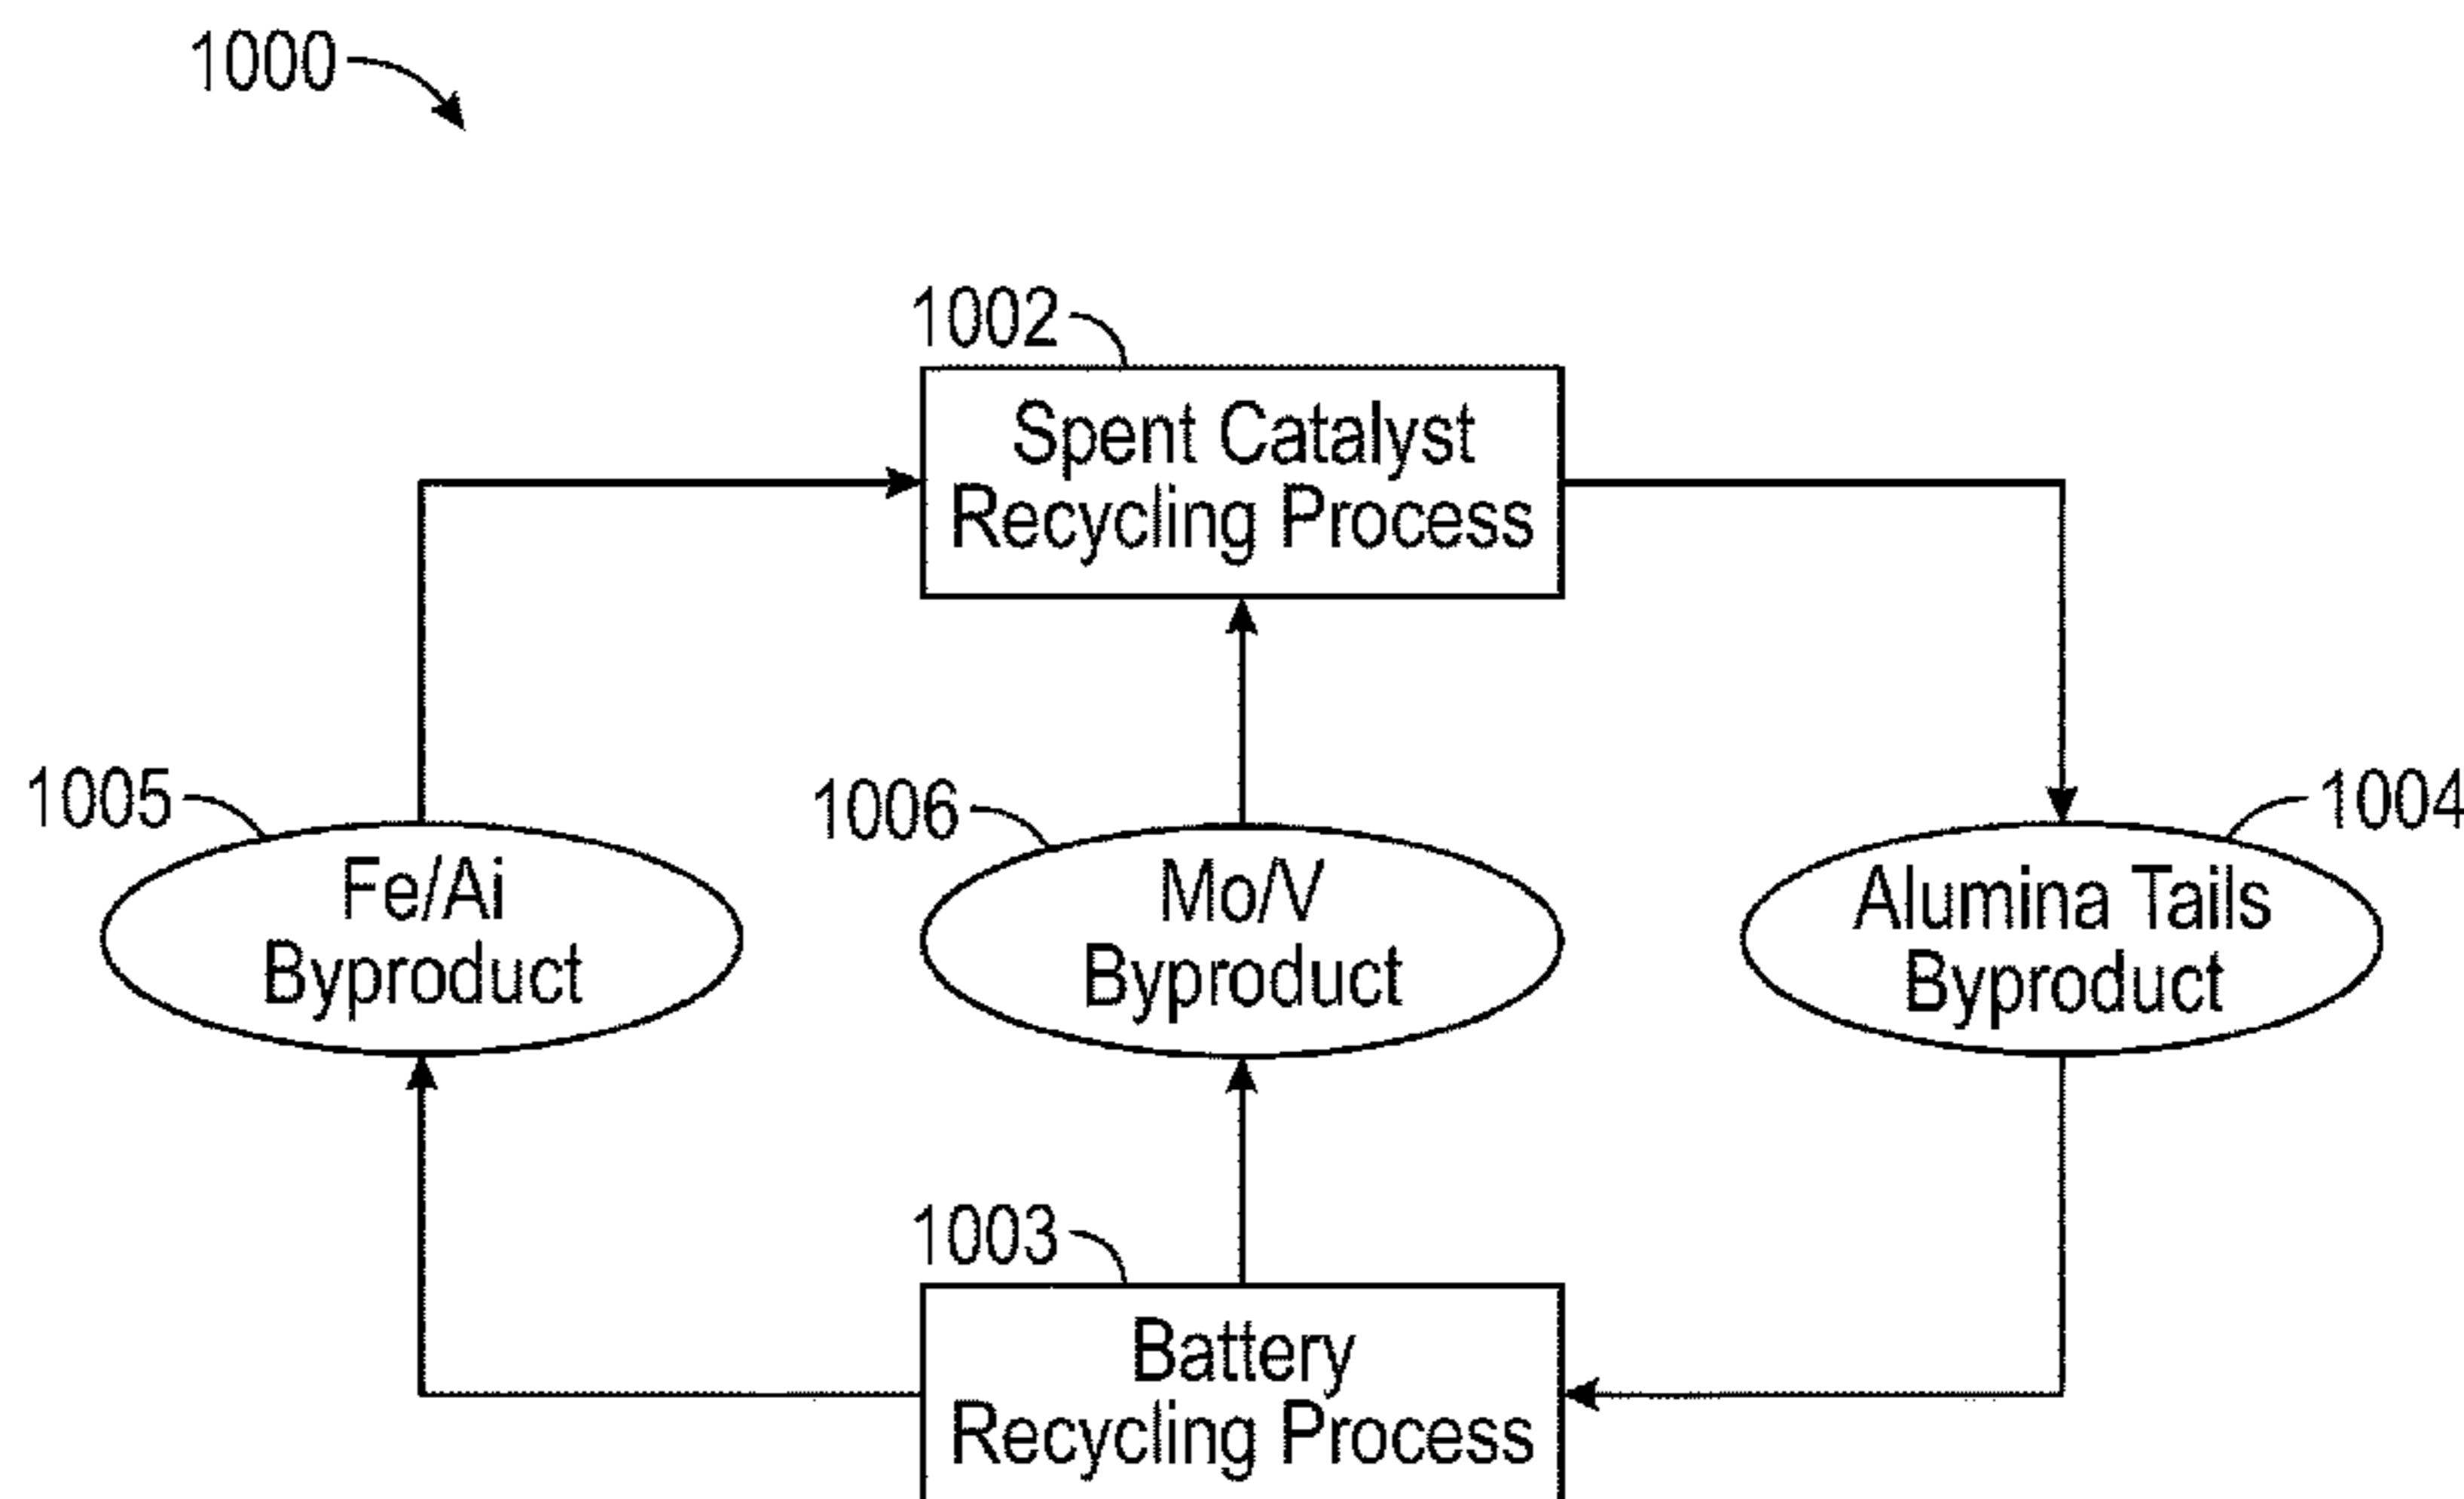 1000
1002
Spent Catalyst
Recycling Process
1005
Fe/Ai
Byproduct
1006
Mo/V
Byproduct
1004
Alumina Tails
Byproduct
1003
Battery
Recycling Process